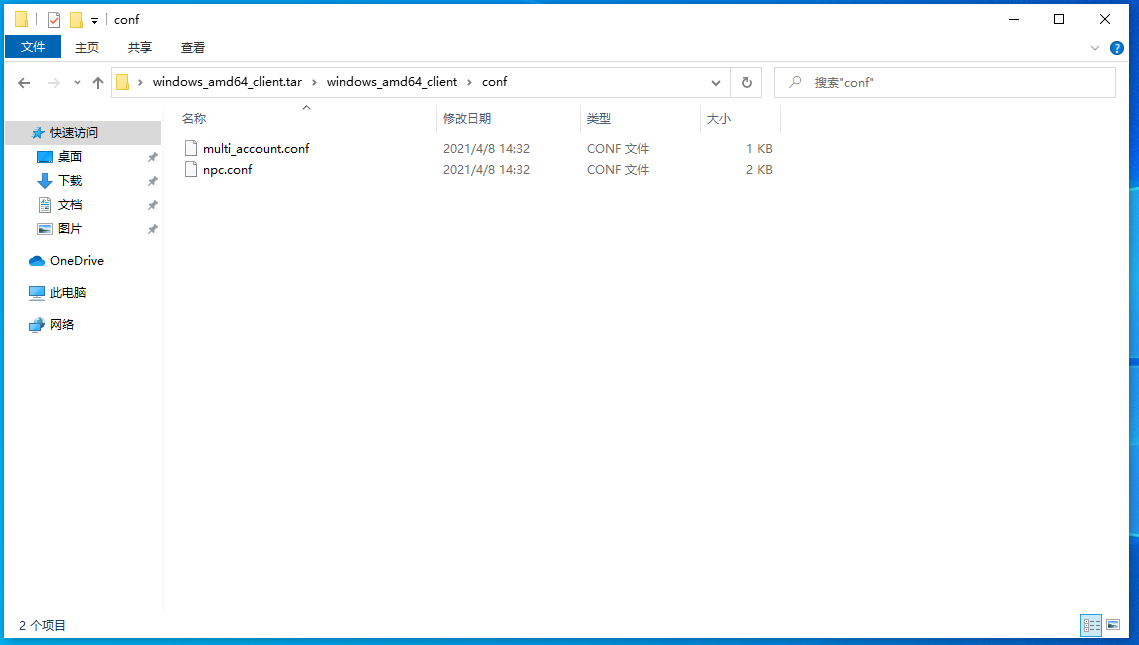 conf
文件 主页 共享 查看
windows_amd64_client.tar windows_amd64_client conf 搜索"conf"
名称 修改日期 类型 大小
快速访问
桌面
下载
文档
图片
OneDrive
此电脑
网络
multi_account.conf 2021/4/8 14:32 CONF 文件 1 KB
npc.conf 2021/4/8 14:32 CONF 文件 2 KB
2 个项目